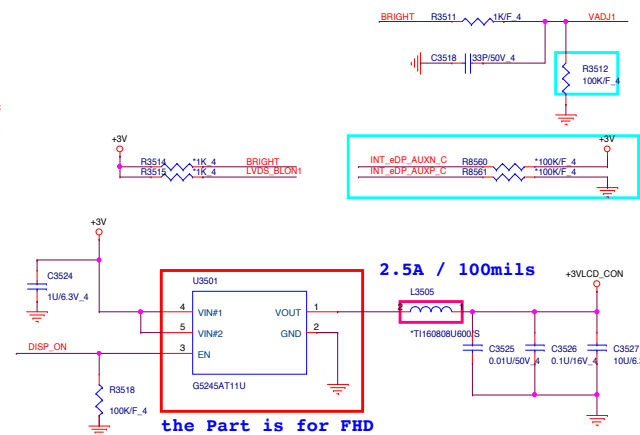 BRIGHT R3511 1K/F_4 VADJ1
C3518 33P/50V_4
R3512
100K/F_4
+3V
R3514 *1K_4 BRIGHT
R3515 *1K_4 LVDS_BLON1
+3V
INT_eDP_AUXN_C R8560 *100K/F_4
INT_eDP_AUXP_C R8561 *100K/F_4
+3V
C3524
1U/6.3V_4
DISP_ON
R3518
100K/F_4
U3501
4 VIN#1 VOUT 1
5 VIN#2 GND 2
3 EN
G5245AT11U
the Part is for FHD
2.5A / 100mils
L3505
2 1
*TI160808U600/S
+3VLCD_CON
C3525
0.01U/50V_4
C3526
0.1U/16V_4
C3527
10U/6.3